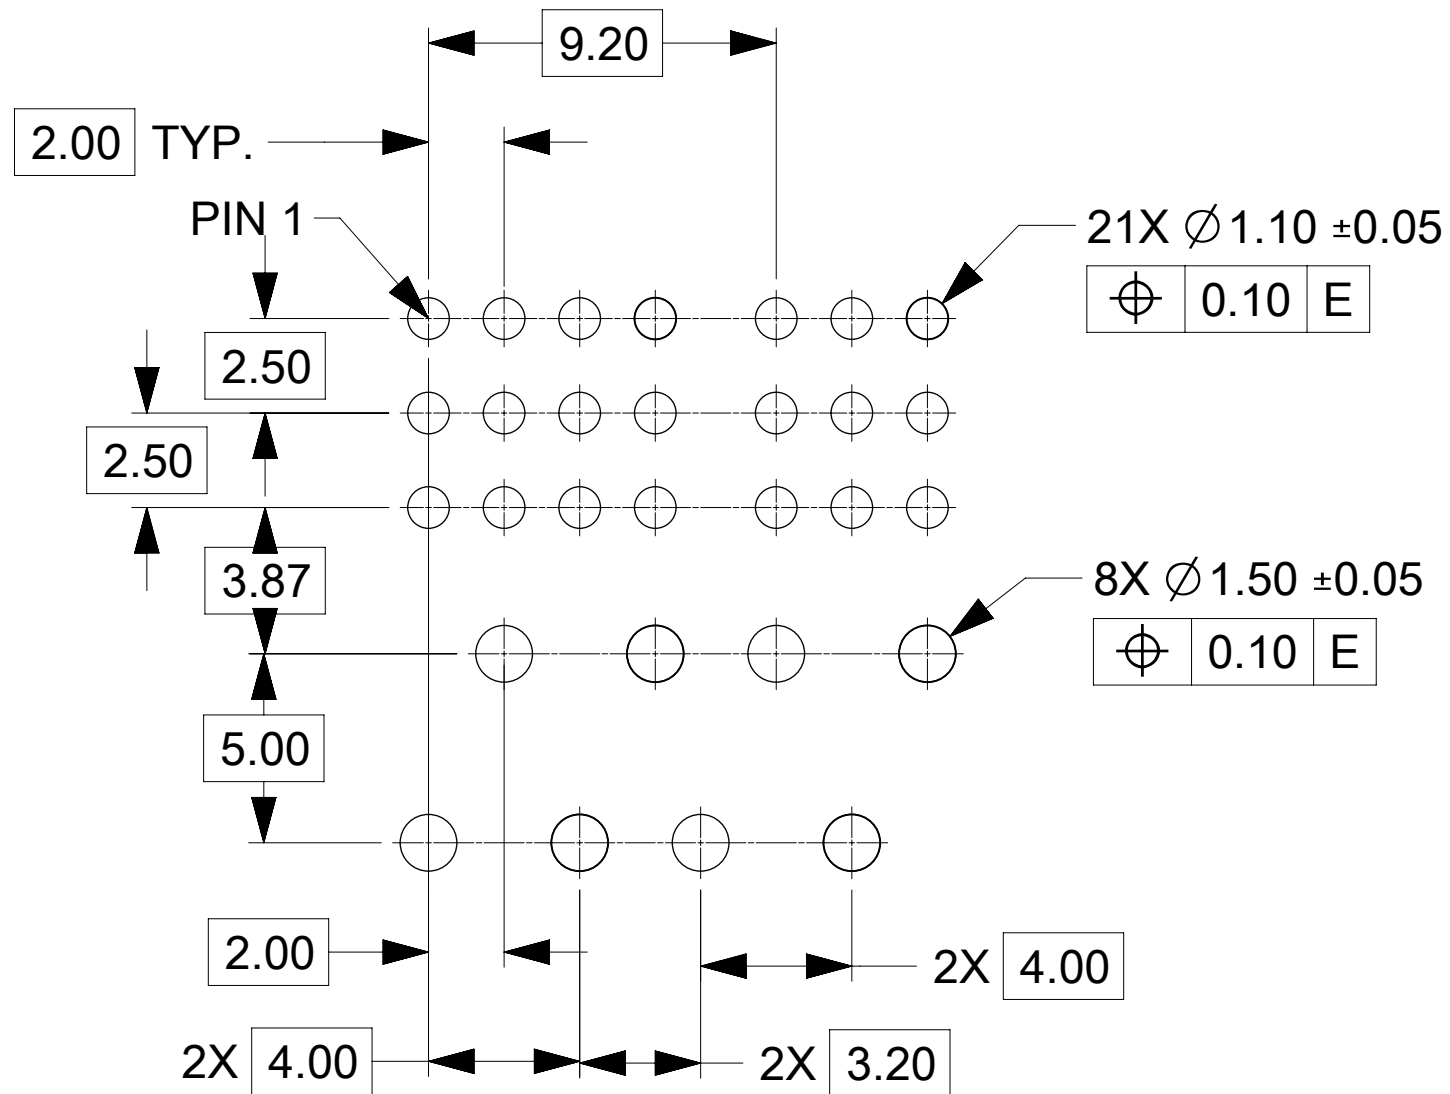 9.20
2.00 TYP.
PIN 1
21X ∅ 1.10 ±0.05
⌖ 0.10 E
2.50
2.50
3.87
8X ∅ 1.50 ±0.05
⌖ 0.10 E
5.00
2.00
2X 4.00
2X 4.00
2X 3.20